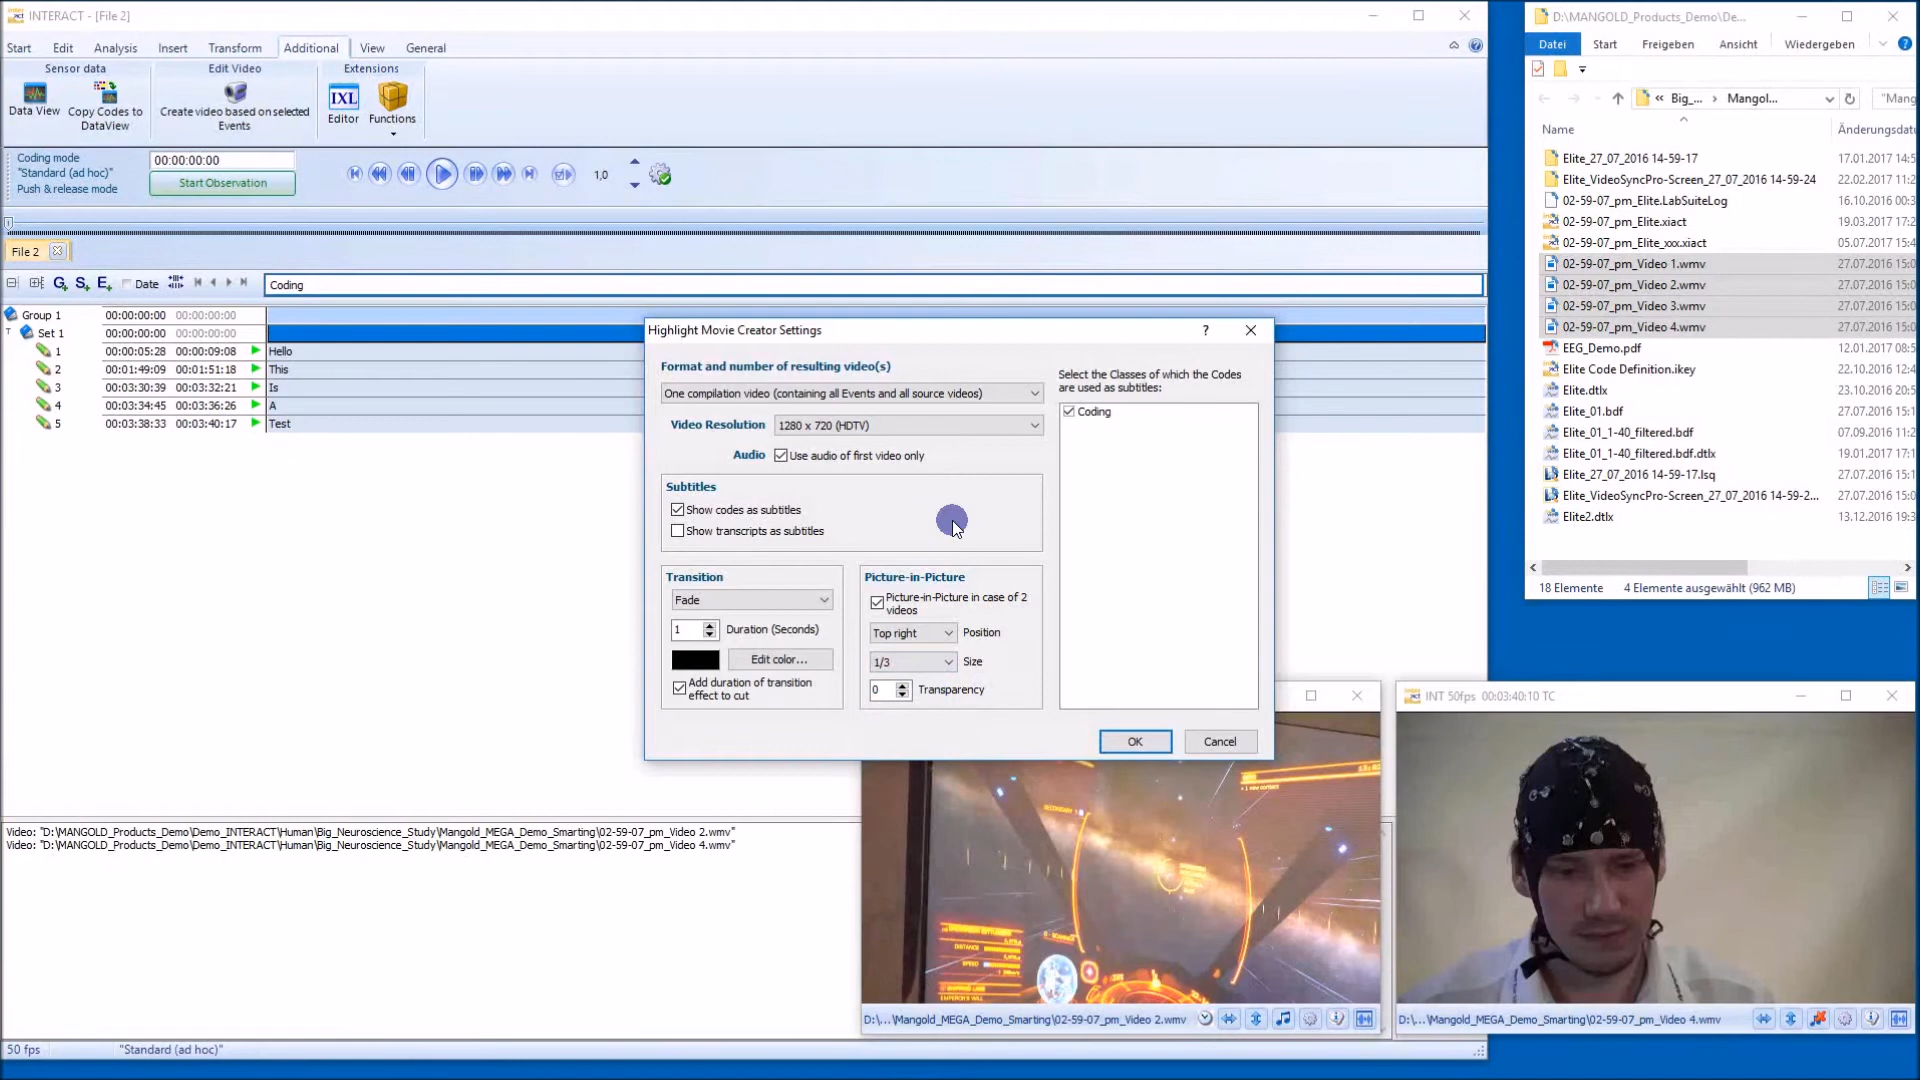 INTERACT - [File 2]
Start Edit Analysis Insert Transform Additional View General
Sensor data Edit Video Extensions
Data View
Copy Codes to DataView
Create video based on selected Events
IXL
Editor
Functions
Coding mode
"Standard (ad hoc)"
Push & release mode
00:00:00:00
Start Observation
1,0
File 2
Date
Coding
Group 1 00:00:00:00 00:00:00:00
Set 1 00:00:00:00 00:00:00:00
1 00:00:05:28 00:00:09:08 Hello
2 00:01:49:09 00:01:51:18 This
3 00:03:30:39 00:03:32:21 Is
4 00:03:34:45 00:03:36:26 A
5 00:03:38:33 00:03:40:17 Test
Highlight Movie Creator Settings ?
Format and number of resulting video(s)
One compilation video (containing all Events and all source videos)
Video Resolution 1280 x 720 (HDTV)
Audio Use audio of first video only
Subtitles
Show codes as subtitles
Show transcripts as subtitles
Transition
Fade
1 Duration (Seconds)
Edit color...
Add duration of transition
effect to cut
Picture-in-Picture
Picture-in-Picture in case of 2
videos
Top right Position
1/3 Size
0 Transparency
Select the Classes of which the Codes
are used as subtitles:
Coding
OK Cancel
Video: "D:\MANGOLD_Products_Demo\Demo_INTERACT\Human\Big_Neuroscience_Study\Mangold_MEGA_Demo_Smarting\02-59-07_pm_Video 2.wmv"
Video: "D:\MANGOLD_Products_Demo\Demo_INTERACT\Human\Big_Neuroscience_Study\Mangold_MEGA_Demo_Smarting\02-59-07_pm_Video 4.wmv"
50 fps "Standard (ad hoc)"
D:\MANGOLD_Products_Demo\De...
Datei Start Freigeben Ansicht Wiedergeben
« Big_... › Mangol... "Mang
Name Änderungsdatu
Elite_27_07_2016 14-59-17 17.01.2017 14:5
Elite_VideoSyncPro-Screen_27_07_2016 14-59-24 22.02.2017 11:2
02-59-07_pm_Elite.LabSuiteLog 16.10.2016 00:3
02-59-07_pm_Elite.xiact 19.03.2017 17:2
02-59-07_pm_Elite_xxx.xiact 05.07.2017 15:4
02-59-07_pm_Video 1.wmv 27.07.2016 15:0
02-59-07_pm_Video 2.wmv 27.07.2016 15:0
02-59-07_pm_Video 3.wmv 27.07.2016 15:0
02-59-07_pm_Video 4.wmv 27.07.2016 15:0
EEG_Demo.pdf 12.01.2017 08:5
Elite Code Definition.ikey 22.10.2016 12:4
Elite.dtlx 23.10.2016 20:5
Elite_01.bdf 27.07.2016 15:0
Elite_01_1-40_filtered.bdf 07.09.2016 11:2
Elite_01_1-40_filtered.bdf.dtlx 19.01.2017 17:1
Elite_27_07_2016 14-59-17.lsq 27.07.2016 15:0
Elite_VideoSyncPro-Screen_27_07_2016 14-59-2... 27.07.2016 15:0
Elite2.dtlx 13.12.2016 19:3
18 Elemente 4 Elemente ausgewählt (962 MB)
INT 50fps 00:03:40:10 TC
DISTANCE
SPEED
D:\...\Mangold_MEGA_Demo_Smarting\02-59-07_pm_Video 2.wmv
D:\...\Mangold_MEGA_Demo_Smarting\02-59-07_pm_Video 4.wmv